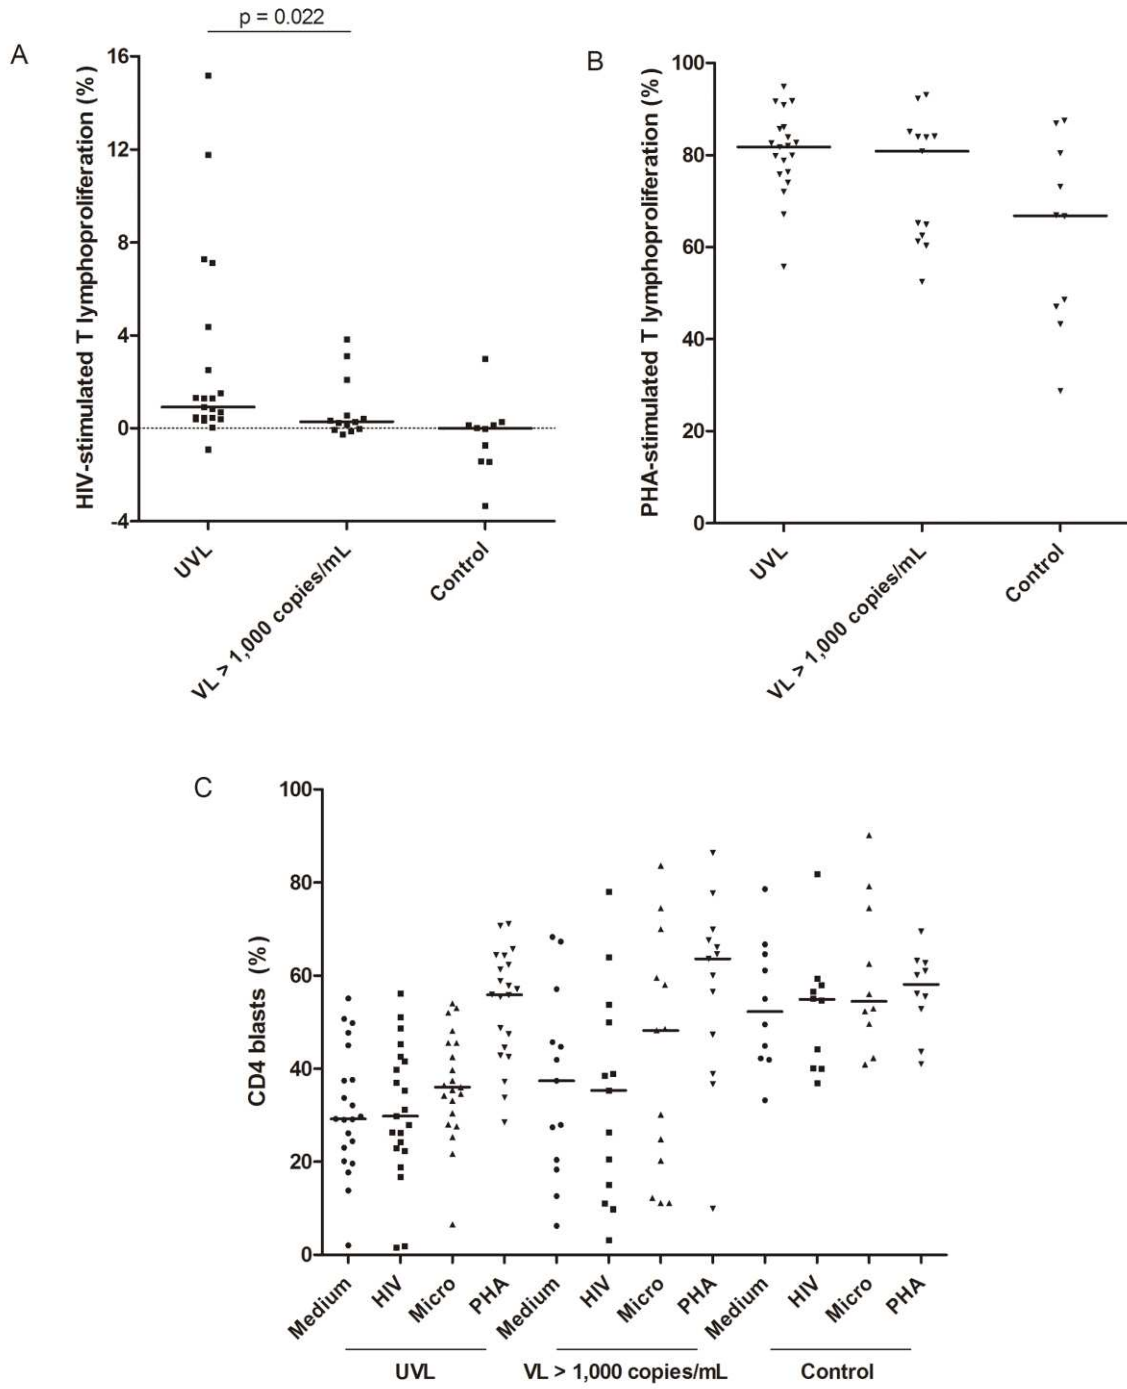 p = 0.022
A
HIV-stimulated T lymphoproliferation (%)
16
12
8
4
0
-4
UVL
VL > 1,000 copies/mL
Control
B
PHA-stimulated T lymphoproliferation (%)
100
80
60
40
20
0
UVL
VL > 1,000 copies/mL
Control
C
CD4 blasts (%)
100
80
60
40
20
0
Medium
HIV
Micro
PHA
Medium
HIV
Micro
PHA
Medium
HIV
Micro
PHA
UVL
VL > 1,000 copies/mL
Control